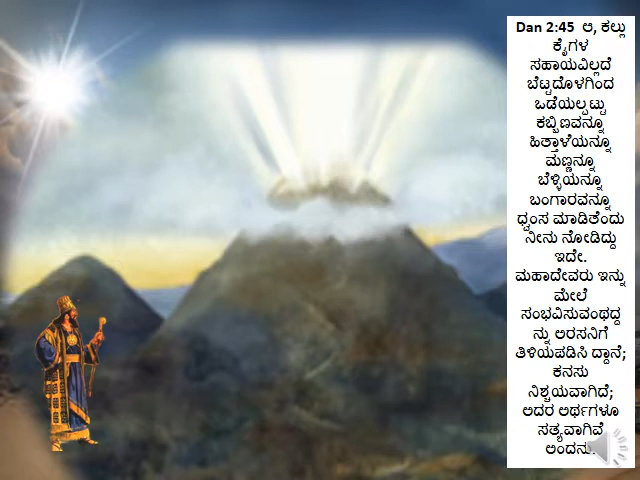 Dan 2:45 ಆ, ಕಲ್ಲು
ಕೈಗಳ
ಸಹಾಯವಿಲ್ಲದೆ
ಬೆಟ್ಟದೊಳಗಿಂದ
ಒಡೆಯಲ್ಪಟ್ಟು
ಕಬ್ಬಿಣವನ್ನೂ
ಹಿತ್ತಾಳೆಯನ್ನೂ
ಮಣ್ಣನ್ನೂ
ಬೆಳ್ಳಿಯನ್ನೂ
ಬಂಗಾರವನ್ನೂ
ಧ್ವಂಸ ಮಾಡಿತೆಂದು
ನೀನು ನೋಡಿದ್ದು
ಇದೇ.
ಮಹಾದೇವರು ಇನ್ನು
ಮೇಲೆ
ಸಂಭವಿಸುವಂಥದ್ದ
ನ್ನು ಅರಸನಿಗೆ
ತಿಳಿಯಪಡಿಸಿ ದ್ದಾನೆ;
ಕನಸು
ನಿಶ್ಚಯವಾಗಿದೆ;
ಅದರ ಅರ್ಥಗಳೂ
ಸತ್ಯವಾಗಿವೆ
ಅಂದನು.